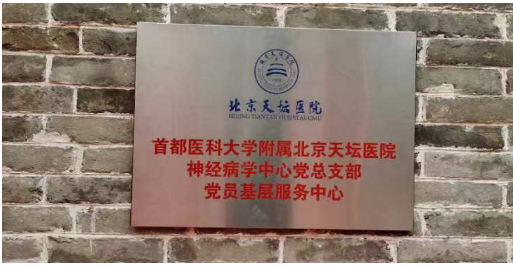 北京天坛医院
北京天坛医院
BEIJING TIANTAN HOSPITAL·CMU
首都医科大学附属北京天坛医院
神经病学中心党总支部
党员基层服务中心